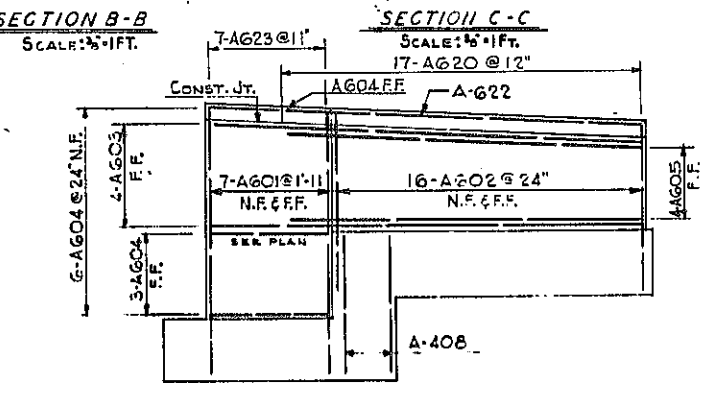 SECTION B-B
SCALE: 3/8"=1FT.
SECTION C-C
SCALE: 3/8"=1FT.
7-A623@11"
17-A620@12"
CONST. JT.
A604 F.F.
A-622
6-A604@24" N.F.
4-A603
F.F.
7-A601@1'-11
N.F. & F.F.
16-A602@24"
N.F. & F.F.
4-A605
F.F.
SEE PLAN
3-A604
F.F.
A-408